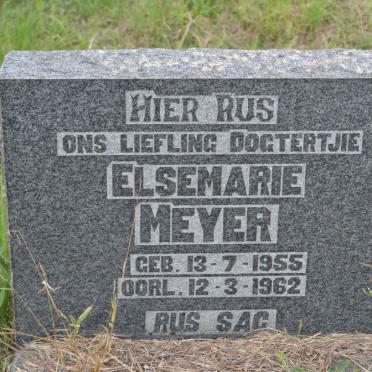 HIER RUS
ONS LIEFLING DOGTERTJIE
ELSEMARIE
MEYER
GEB. 13-7-1955
OORL. 12-3-1962
RUS SAG